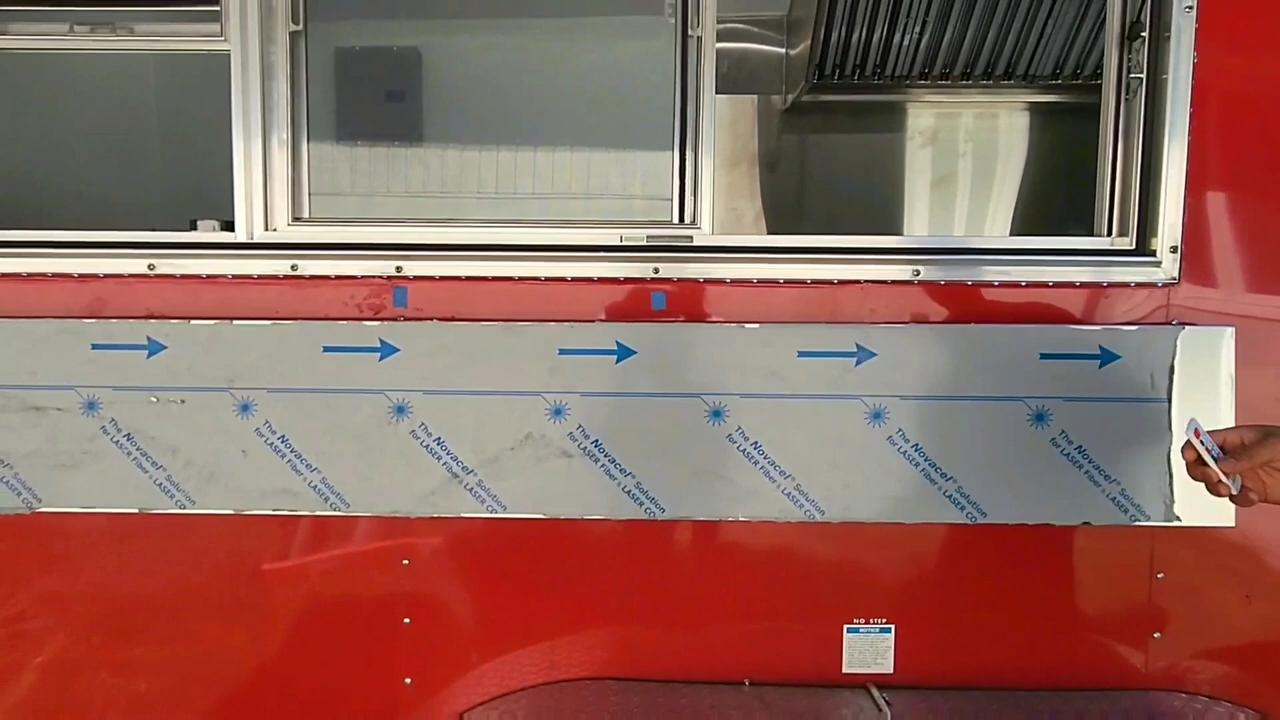 The Novacel® Solution
for LASER Fiber & LASER CO
The Novacel® Solution
for LASER Fiber & LASER CO
The Novacel® Solution
for LASER Fiber & LASER CO
The Novacel® Solution
for LASER Fiber & LASER CO
The Novacel® Solution
for LASER Fiber & LASER CO
The Novacel® Solution
for LASER Fiber & LASER CO
The Novacel® Solution
for LASER Fiber & LASER CO
Solution
LASER CO
NO STEP
NOTICE